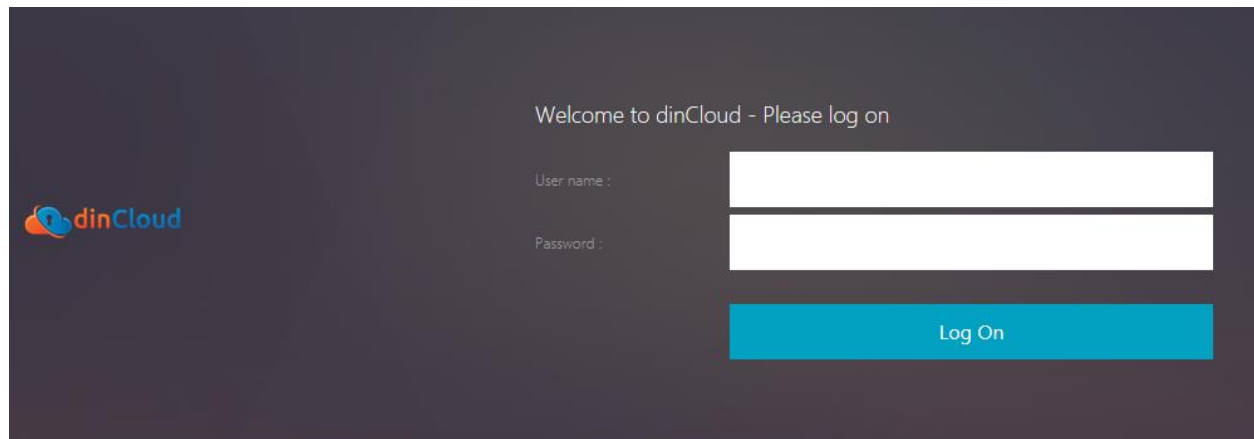 Welcome to dinCloud - Please log on
User name :
dinCloud
Password :
Log On